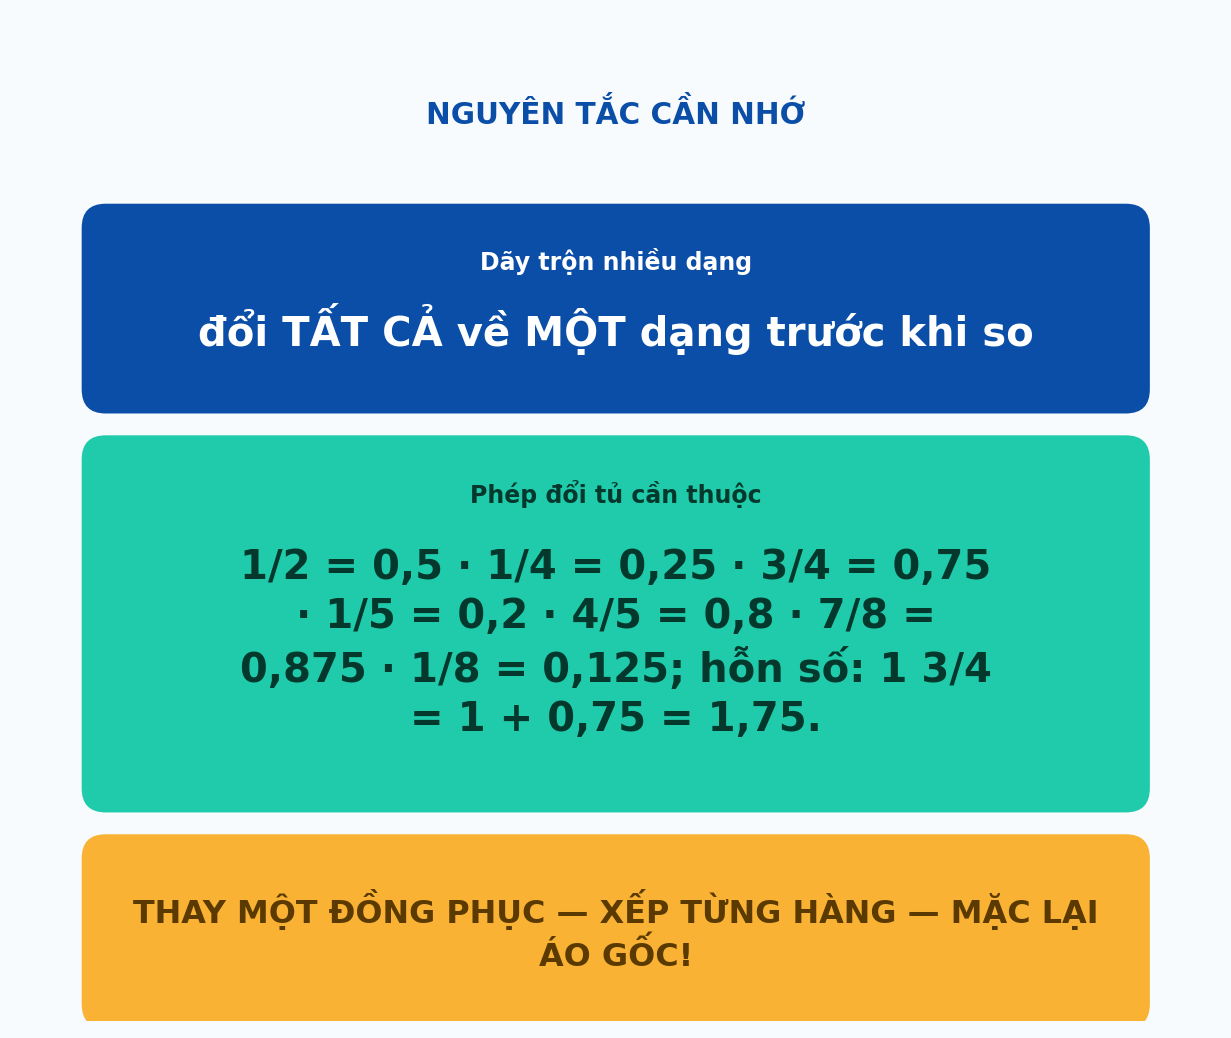 NGUYÊN TẮC CẦN NHỚ
Dãy trộn nhiều dạng
đổi TẤT CẢ về MỘT dạng trước khi so
Phép đổi tủ cần thuộc
1/2 = 0,5 · 1/4 = 0,25 · 3/4 = 0,75
· 1/5 = 0,2 · 4/5 = 0,8 · 7/8 =
0,875 · 1/8 = 0,125; hỗn số: 1 3/4
= 1 + 0,75 = 1,75.
THAY MỘT ĐỒNG PHỤC — XẾP TỪNG HÀNG — MẶC LẠI
ÁO GỐC!